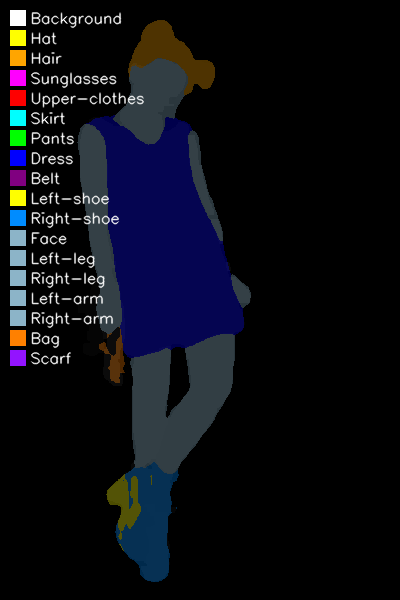 Background
Hat
Hair
Sunglasses
Upper-clothes
Skirt
Pants
Dress
Belt
Left-shoe
Right-shoe
Face
Left-leg
Right-leg
Left-arm
Right-arm
Bag
Scarf